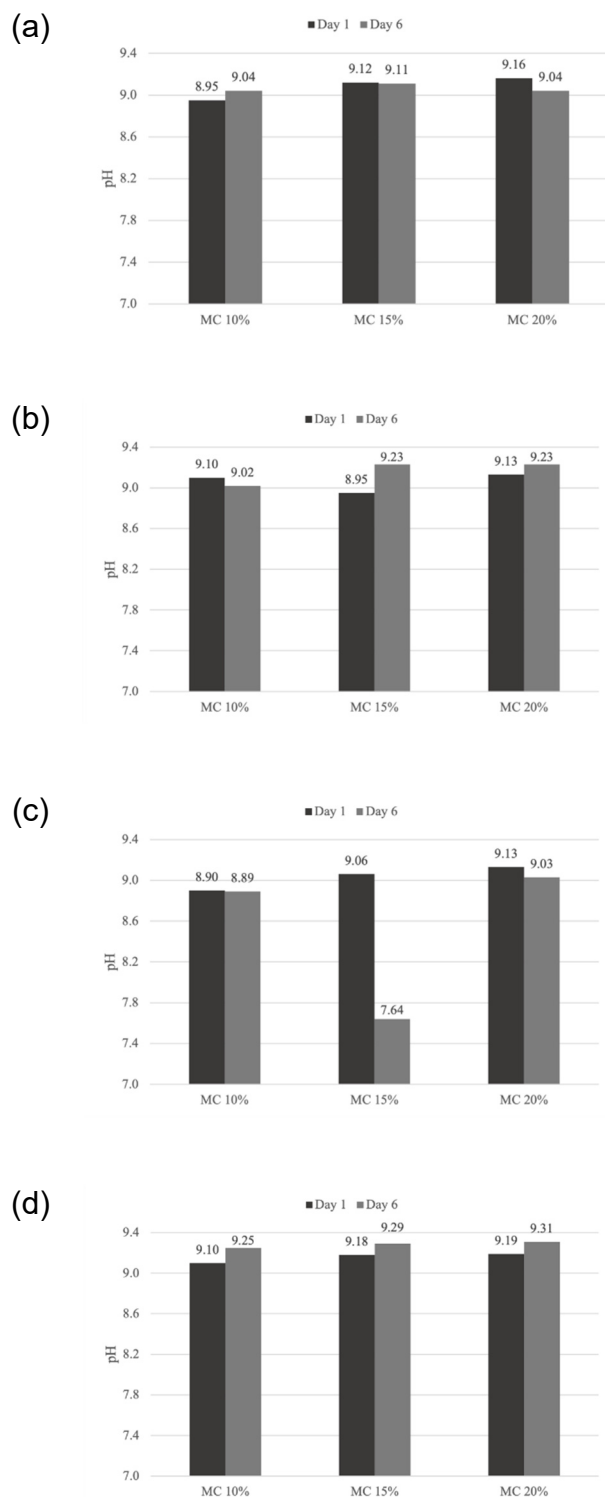 (a)
Day 1 Day 6
9.4
9.16
9.12 9.11
9.04 9.04
8.95
9.0
8.6
8.2
pH
7.8
7.4
7.0
MC 10% MC 15% MC 20%
(b)
Day 1 Day 6
9.4
9.23 9.23
9.10 9.13
9.02
8.95
9.0
8.6
8.2
pH
7.8
7.4
7.0
MC 10% MC 15% MC 20%
(c)
Day 1 Day 6
9.4
9.13
9.06
9.03
8.90 8.89
9.0
8.6
8.2
pH
7.8
7.64
7.4
7.0
MC 10% MC 15% MC 20%
(d)
Day 1 Day 6
9.4
9.25 9.29 9.31
9.10 9.18 9.19
9.0
8.6
8.2
pH
7.8
7.4
7.0
MC 10% MC 15% MC 20%